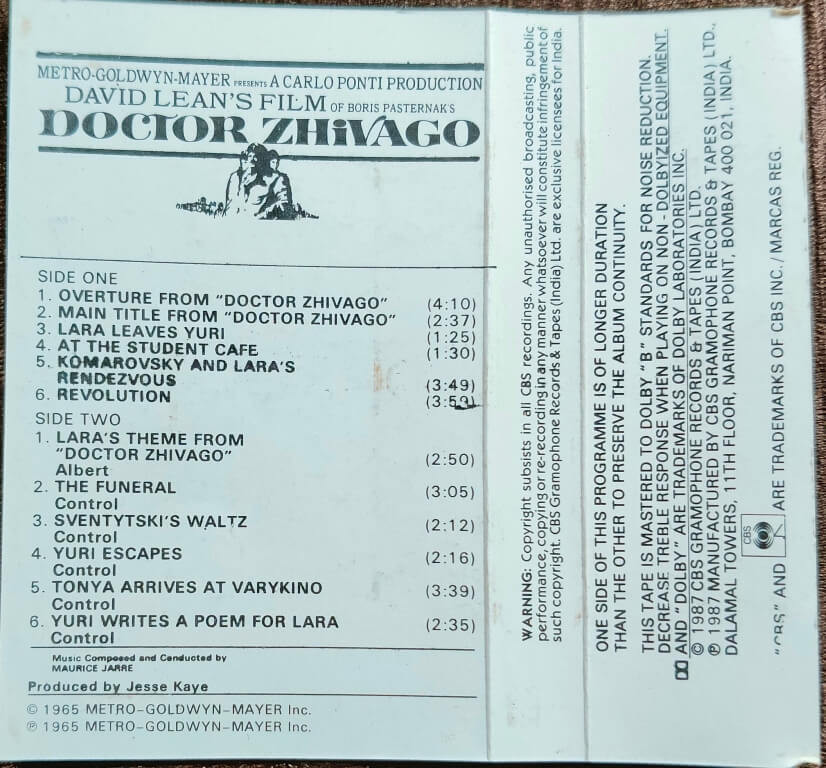 METRO-GOLDWYN-MAYER PRESENTS A CARLO PONTI PRODUCTION
DAVID LEAN'S FILM OF BORIS PASTERNAK'S
DOCTOR ZHiVAGO
SIDE ONE
1. OVERTURE FROM "DOCTOR ZHIVAGO" (4:10)
2. MAIN TITLE FROM "DOCTOR ZHIVAGO" (2:37)
3. LARA LEAVES YURI (1:25)
4. AT THE STUDENT CAFE (1:30)
5. KOMAROVSKY AND LARA'S
RENDEZVOUS (3:49)
6. REVOLUTION (3:53)
SIDE TWO
1. LARA'S THEME FROM
"DOCTOR ZHIVAGO" (2:50)
Albert
2. THE FUNERAL (3:05)
Control
3. SVENTYTSKI'S WALTZ (2:12)
Control
4. YURI ESCAPES (2:16)
Control
5. TONYA ARRIVES AT VARYKINO (3:39)
Control
6. YURI WRITES A POEM FOR LARA (2:35)
Control
Music Composed and Conducted by
MAURICE JARRE
Produced by Jesse Kaye
© 1965 METRO-GOLDWYN-MAYER Inc.
℗ 1965 METRO-GOLDWYN-MAYER Inc.
WARNING: Copyright subsists in all CBS recordings. Any unauthorised broadcasting, public
performance, copying or re-recording in any manner whatsoever will constitute infringement of
such copyright. CBS Gramophone Records & Tapes (India) Ltd. are exclusive licensees for India.
ONE SIDE OF THIS PROGRAMME IS OF LONGER DURATION
THAN THE OTHER TO PRESERVE THE ALBUM CONTINUITY.
THIS TAPE IS MASTERED TO DOLBY "B" STANDARDS FOR NOISE REDUCTION.
DECREASE TREBLE RESPONSE WHEN PLAYING ON NON - DOLBYIZED EQUIPMENT.
AND "DOLBY" ARE TRADEMARKS OF DOLBY LABORATORIES INC.
© 1987 CBS GRAMOPHONE RECORDS & TAPES (INDIA) LTD.
℗ 1987 MANUFACTURED BY CBS GRAMOPHONE RECORDS & TAPES (INDIA) LTD.,
DALAMAL TOWERS, 11TH FLOOR, NARIMAN POINT, BOMBAY 400 021, INDIA.
"CBS" AND CBS ARE TRADEMARKS OF CBS INC./ MARCAS REG.